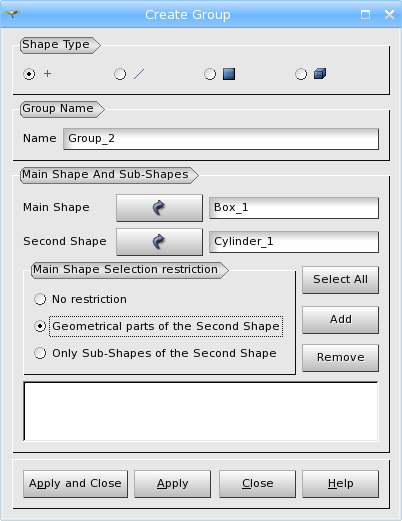 Create Group
Shape Type
Group Name
Name Group_2
Main Shape And Sub-Shapes
Main Shape Box_1
Second Shape Cylinder_1
Main Shape Selection restriction
Select All
No restriction
Add
Geometrical parts of the Second Shape
Remove
Only Sub-Shapes of the Second Shape
Apply and Close Apply Close Help